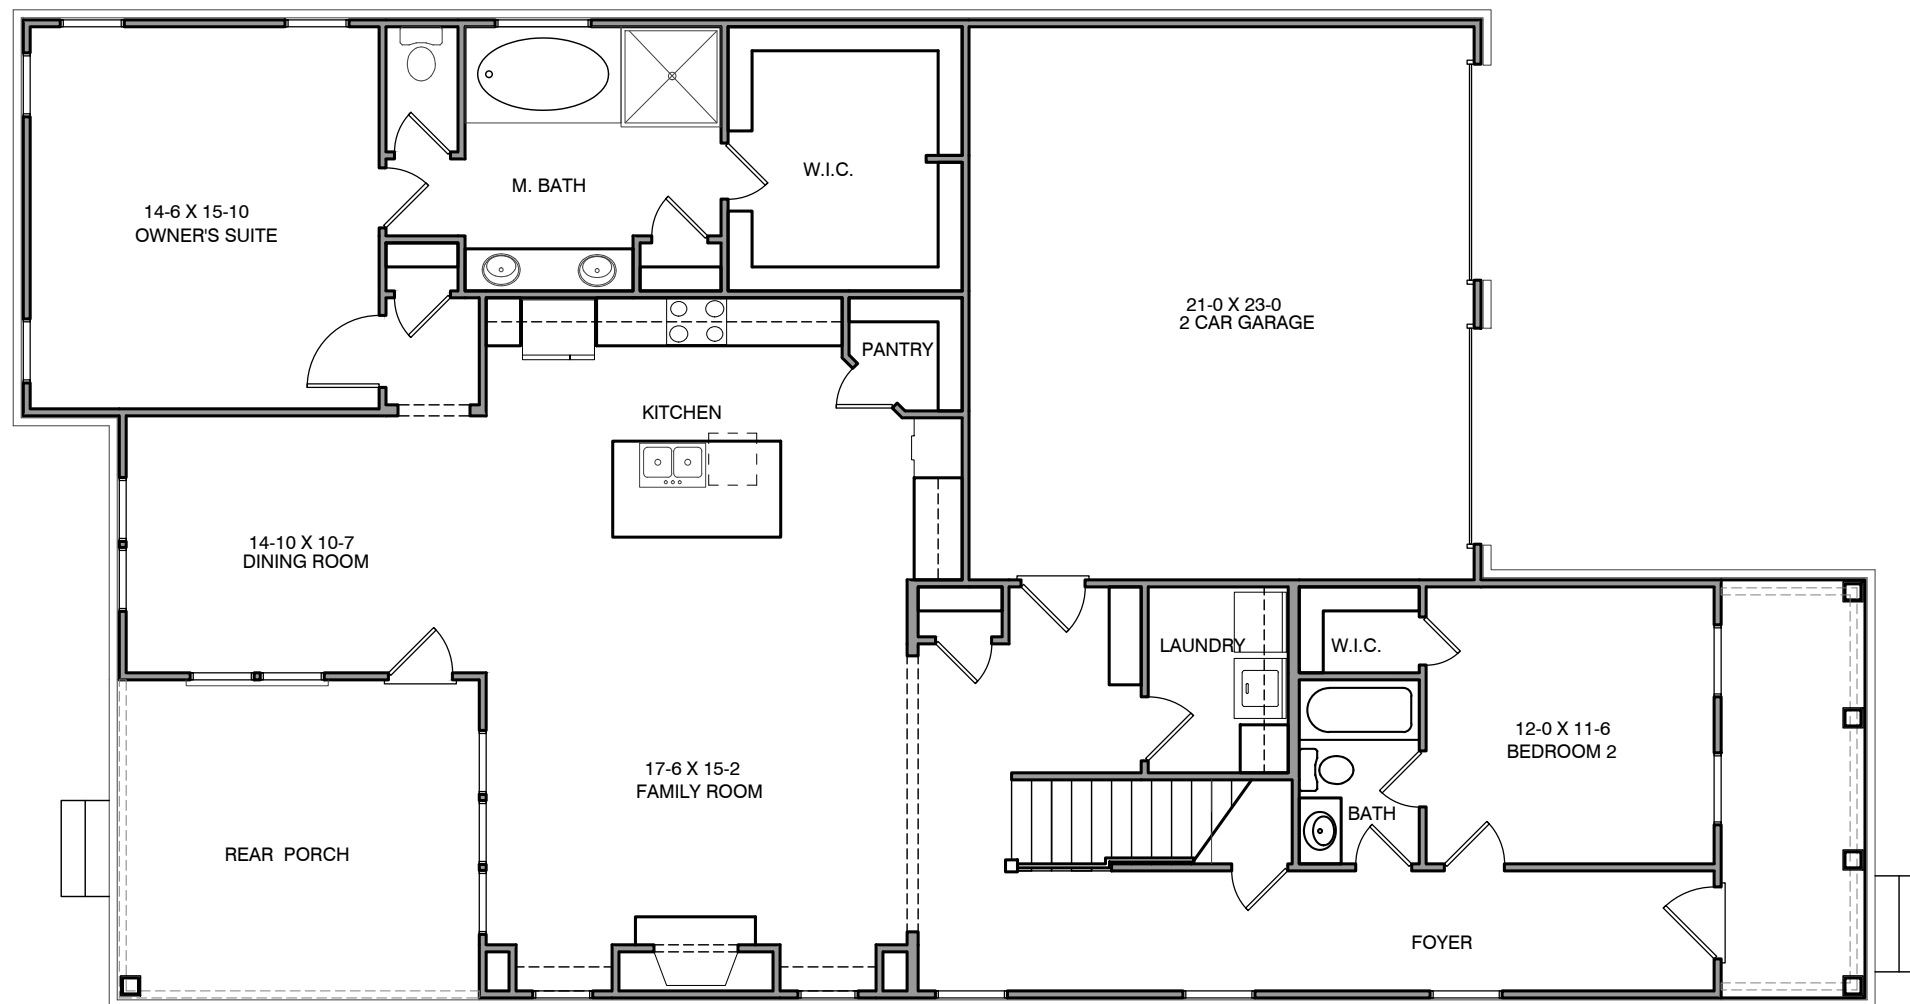 14-6 X 15-10
OWNER'S SUITE
M. BATH
W.I.C.
21-0 X 23-0
2 CAR GARAGE
PANTRY
KITCHEN
14-10 X 10-7
DINING ROOM
LAUNDRY
W.I.C.
12-0 X 11-6
BEDROOM 2
17-6 X 15-2
FAMILY ROOM
BATH
REAR PORCH
FOYER